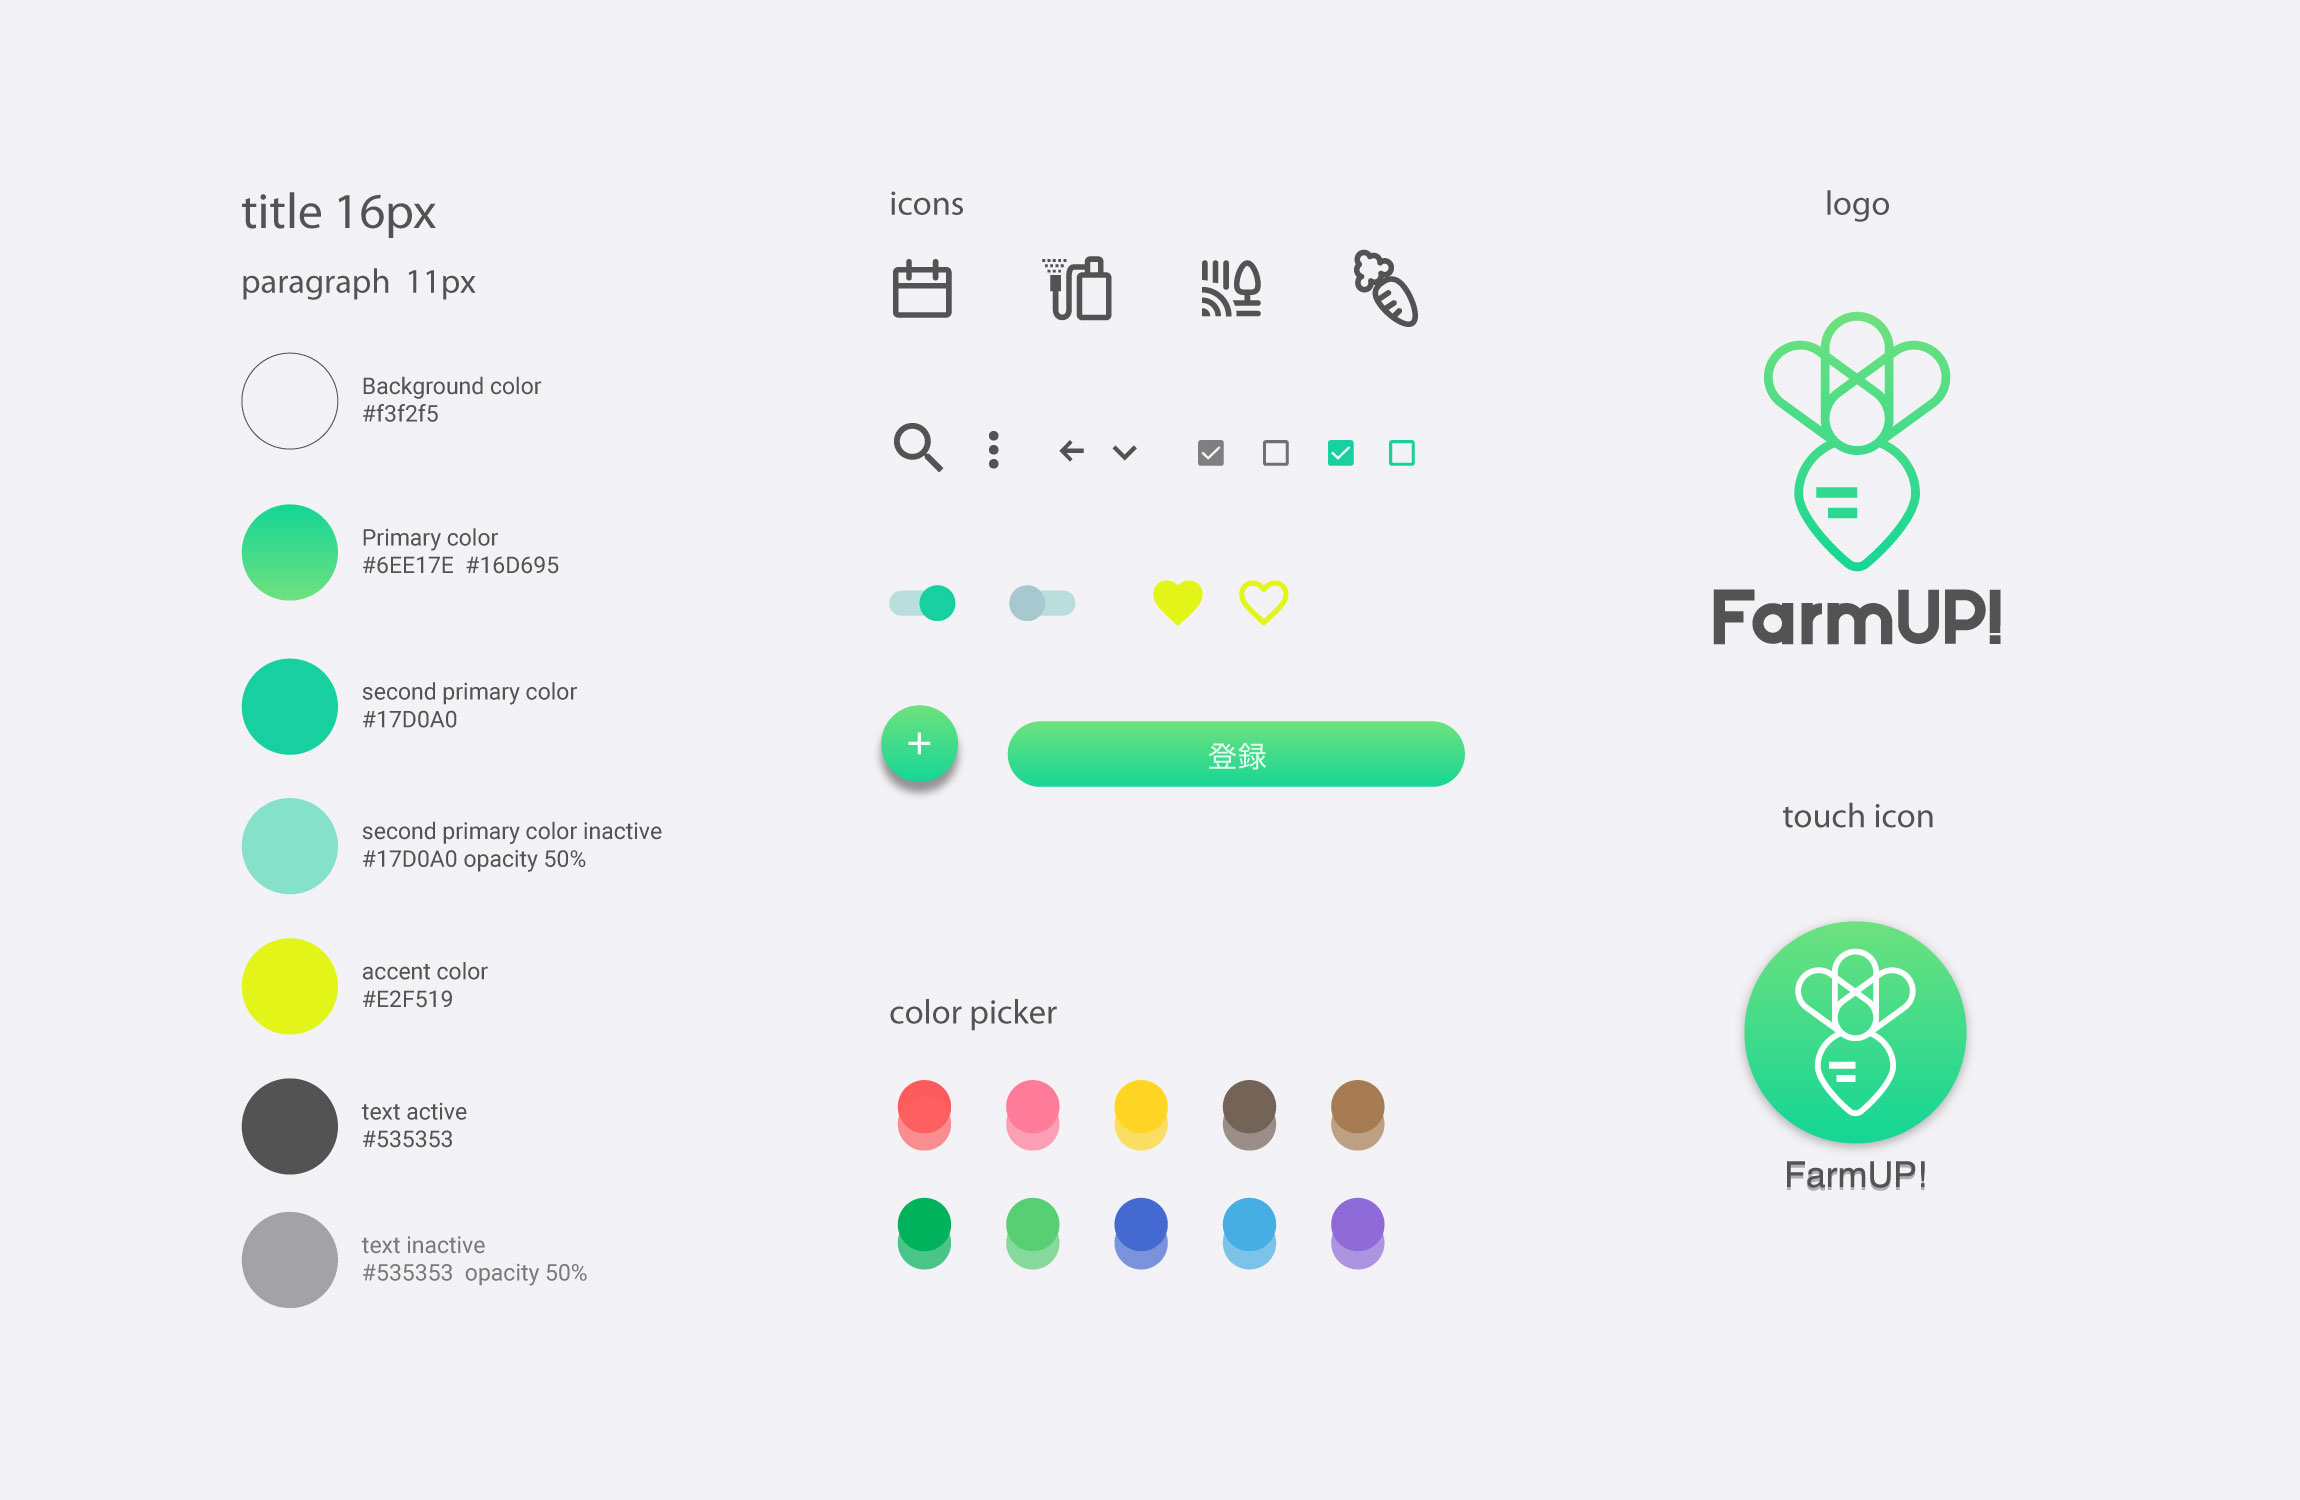 title 16px
paragraph 11px
Background color
#f3f2f5
Primary color
#6EE17E #16D695
second primary color
#17D0A0
second primary color inactive
#17D0A0 opacity 50%
accent color
#E2F519
text active
#535353
text inactive
#535353 opacity 50%
icons
登録
color picker
logo
FarmUP!
touch icon
FarmUP!